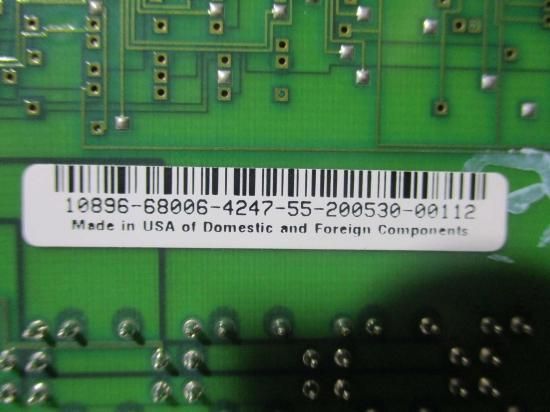 10896-68006-4247-55-200530-00112
Made in USA of Domestic and Foreign Components